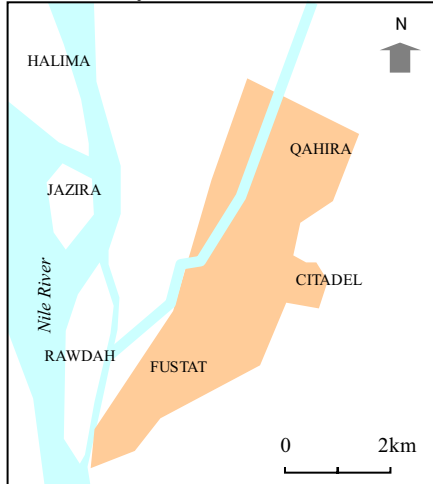 N
HALIMA
QAHIRA
JAZIRA
CITADEL
Nile River
RAWDAH
FUSTAT
0 2km